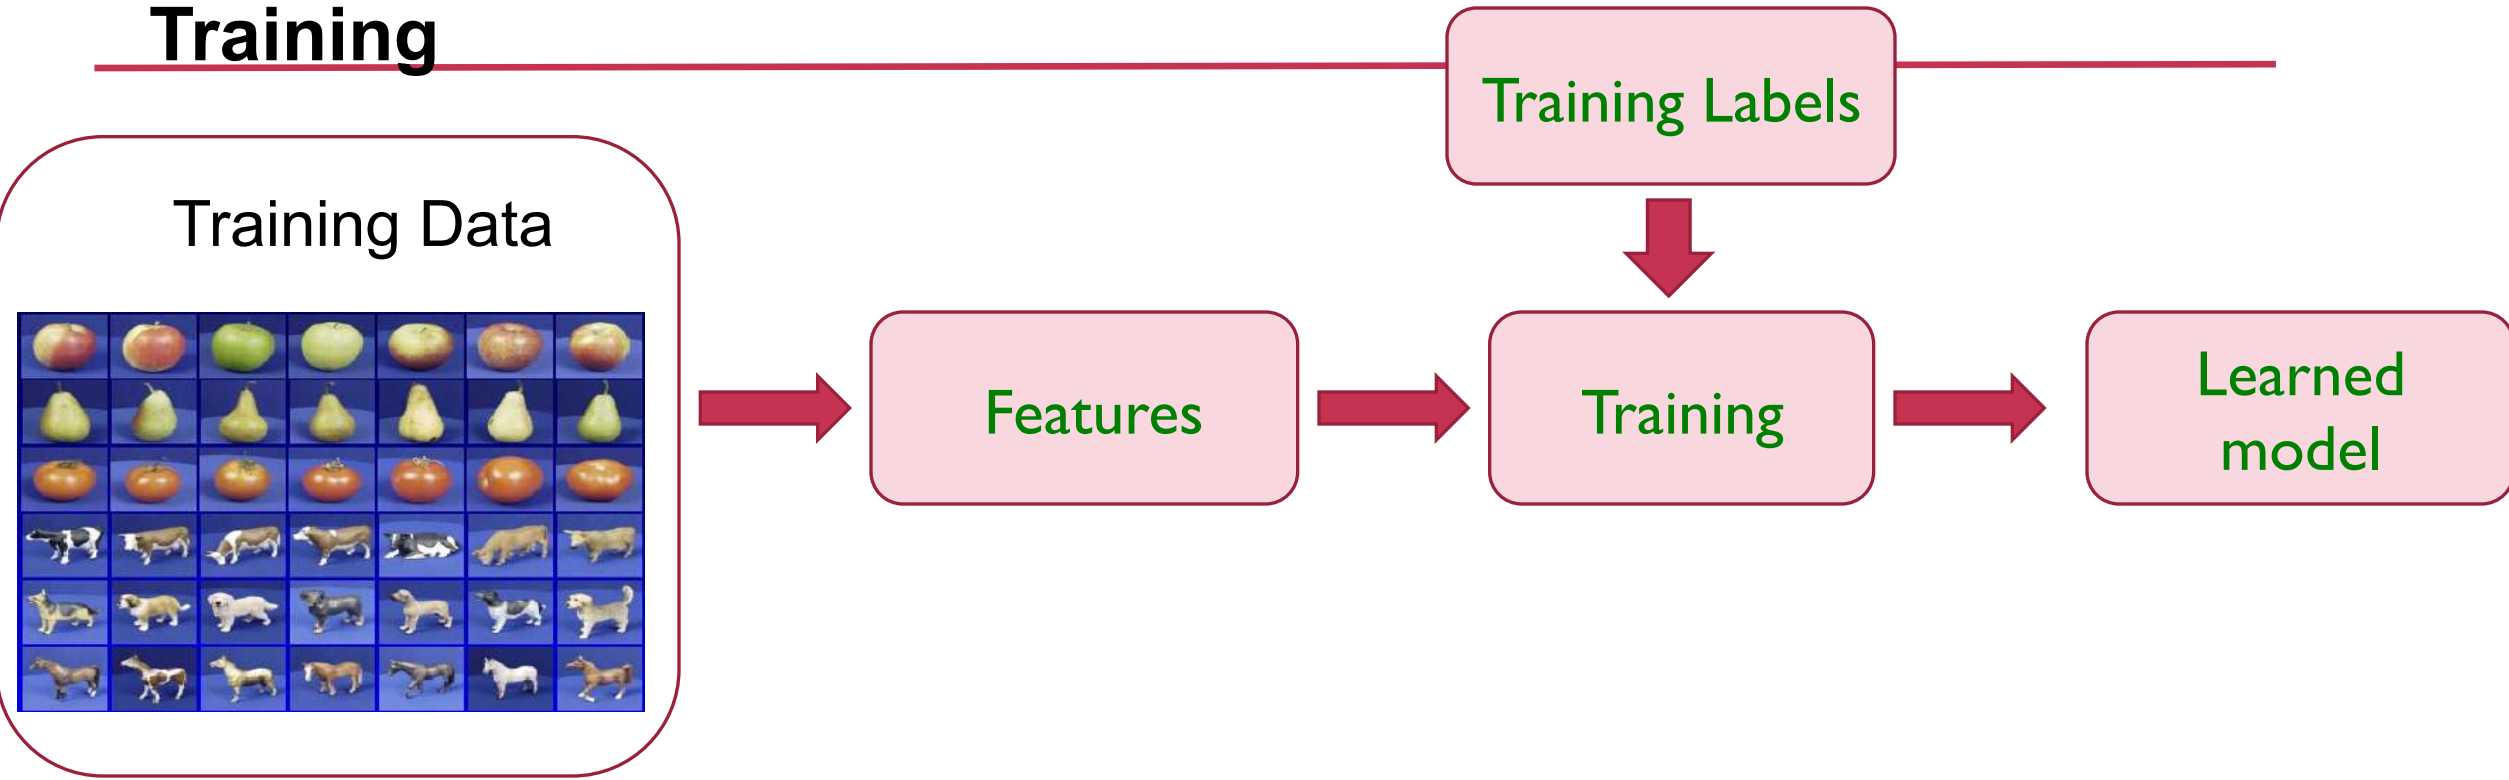 Training
Training Labels
Training Data
Features
Training
Learned
model